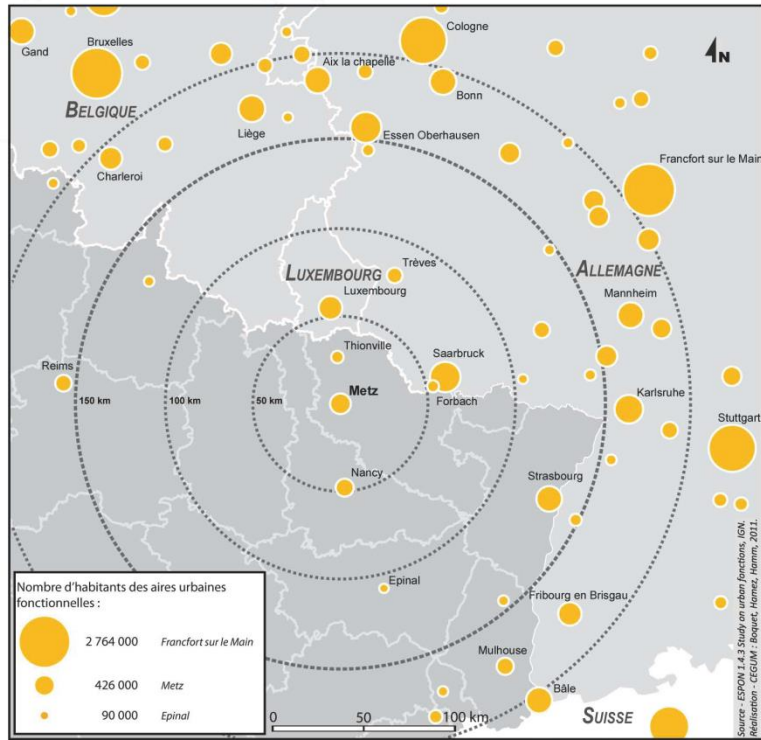 Cologne
Gand
Bruxelles
N
Aix la chapelle
Bonn
BELGIQUE
Liège
Essen Oberhausen
Charleroi
Francfort sur le Main
Trèves
LUXEMBOURG
ALLEMAGNE
Luxembourg
Mannheim
Thionville
Saarbruck
Reims
Metz
Forbach
150 km
100 km
50 km
Karlsruhe
Stuttgart
Nancy
Strasbourg
Epinal
Fribourg en Brisgau
Mulhouse
Bâle
SUISSE
0 50 100 km
Nombre d'habitants des aires urbaines
fonctionnelles :
2 764 000 Francfort sur le Main
426 000 Metz
90 000 Epinal
Source - ESPON 1.4.3 Study on urban fonctions, IGN.
Réalisation - CEGUM : Boquet, Hamez, Hamm, 2011.